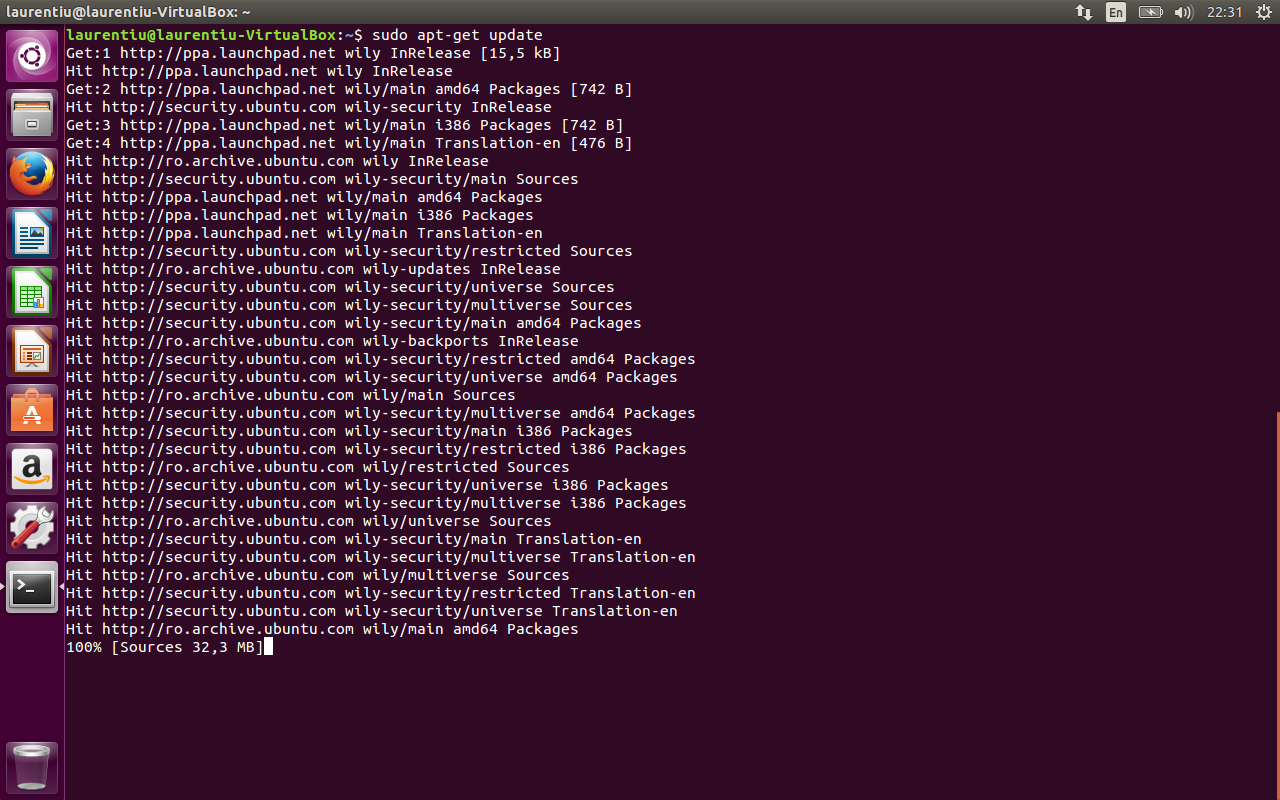 laurentiu@laurentiu-VirtualBox: ~ En 22:31
laurentiu@laurentiu-VirtualBox:~$ sudo apt-get update
Get:1 http://ppa.launchpad.net wily InRelease [15,5 kB]
Hit http://ppa.launchpad.net wily InRelease
Get:2 http://ppa.launchpad.net wily/main amd64 Packages [742 B]
Hit http://security.ubuntu.com wily-security InRelease
Get:3 http://ppa.launchpad.net wily/main i386 Packages [742 B]
Get:4 http://ppa.launchpad.net wily/main Translation-en [476 B]
Hit http://ro.archive.ubuntu.com wily InRelease
Hit http://security.ubuntu.com wily-security/main Sources
Hit http://ppa.launchpad.net wily/main amd64 Packages
Hit http://ppa.launchpad.net wily/main i386 Packages
Hit http://ppa.launchpad.net wily/main Translation-en
Hit http://security.ubuntu.com wily-security/restricted Sources
Hit http://ro.archive.ubuntu.com wily-updates InRelease
Hit http://security.ubuntu.com wily-security/universe Sources
Hit http://security.ubuntu.com wily-security/multiverse Sources
Hit http://security.ubuntu.com wily-security/main amd64 Packages
Hit http://ro.archive.ubuntu.com wily-backports InRelease
Hit http://security.ubuntu.com wily-security/restricted amd64 Packages
Hit http://security.ubuntu.com wily-security/universe amd64 Packages
Hit http://ro.archive.ubuntu.com wily/main Sources
Hit http://security.ubuntu.com wily-security/multiverse amd64 Packages
Hit http://security.ubuntu.com wily-security/main i386 Packages
Hit http://security.ubuntu.com wily-security/restricted i386 Packages
Hit http://ro.archive.ubuntu.com wily/restricted Sources
Hit http://security.ubuntu.com wily-security/universe i386 Packages
Hit http://security.ubuntu.com wily-security/multiverse i386 Packages
Hit http://ro.archive.ubuntu.com wily/universe Sources
Hit http://security.ubuntu.com wily-security/main Translation-en
Hit http://security.ubuntu.com wily-security/multiverse Translation-en
Hit http://ro.archive.ubuntu.com wily/multiverse Sources
Hit http://security.ubuntu.com wily-security/restricted Translation-en
Hit http://security.ubuntu.com wily-security/universe Translation-en
Hit http://ro.archive.ubuntu.com wily/main amd64 Packages
100% [Sources 32,3 MB]